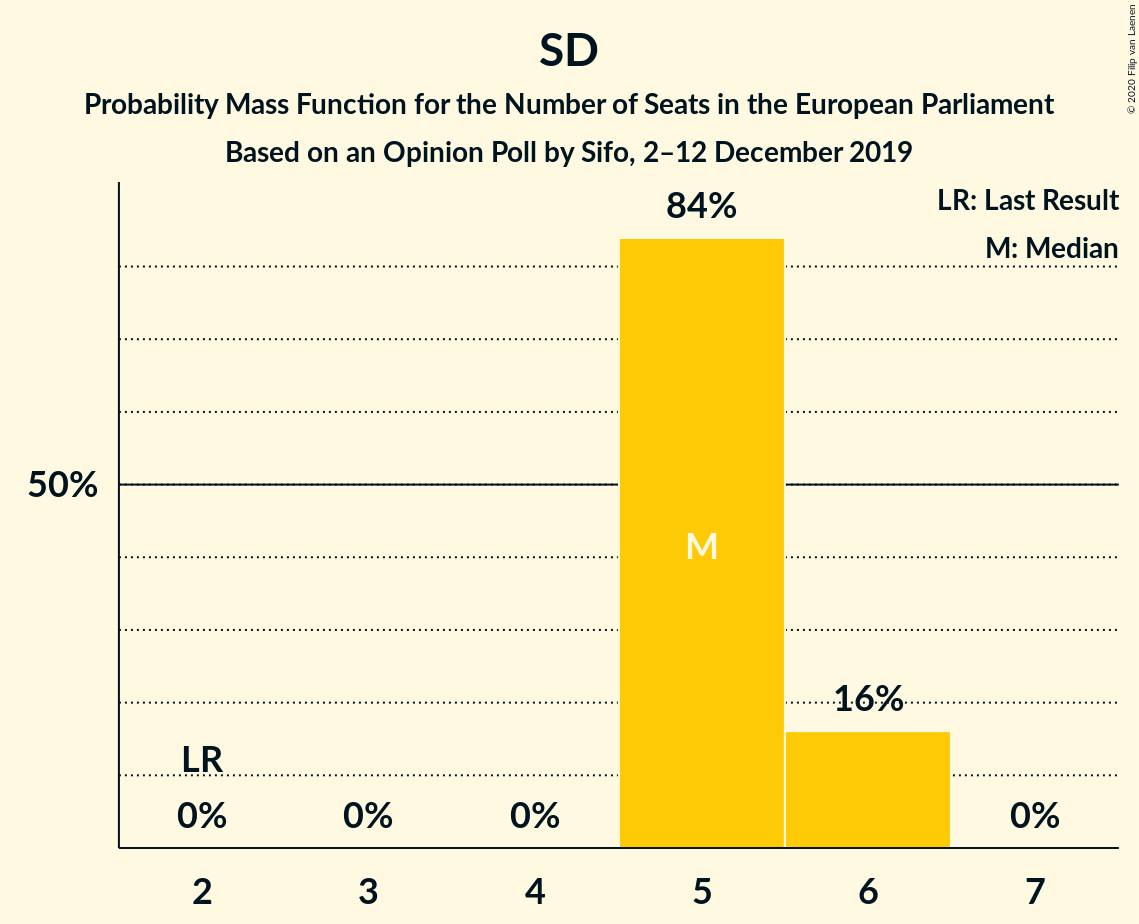 SD
Probability Mass Function for the Number of Seats in the European Parliament
Based on an Opinion Poll by Sifo, 2–12 December 2019
© 2020 Filip van Laenen
LR: Last Result
M: Median
84%
50%
M
16%
LR
0% 0% 0% 0%
2 3 4 5 6 7